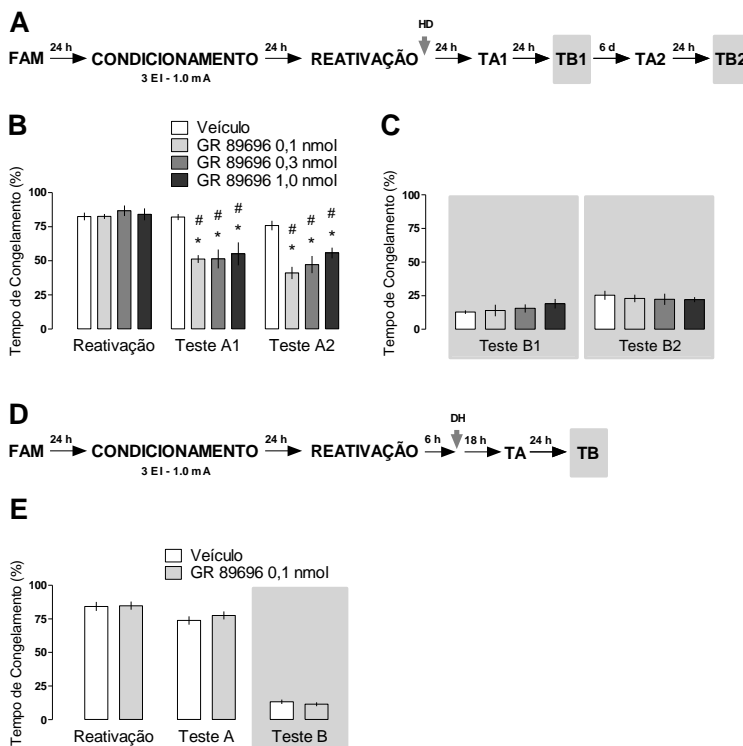 A
HD
FAM 24 h CONDICIONAMENTO 24 h REATIVAÇÃO 24 h TA1 24 h TB1 6 d TA2 24 h TB2
3 EI - 1.0 mA
B
Veículo
GR 89696 0,1 nmol
GR 89696 0,3 nmol
GR 89696 1,0 nmol
Tempo de Congelamento (%)
100
75
50
25
0
# # #
* * *
# # #
* * *
Reativação Teste A1 Teste A2
C
Tempo de Congelamento (%)
100
75
50
25
0
Teste B1 Teste B2
D
DH
FAM 24 h CONDICIONAMENTO 24 h REATIVAÇÃO 6 h 18 h TA 24 h TB
3 EI - 1.0 mA
E
Veículo
GR 89696 0,1 nmol
Tempo de Congelamento (%)
100
75
50
25
0
Reativação Teste A Teste B